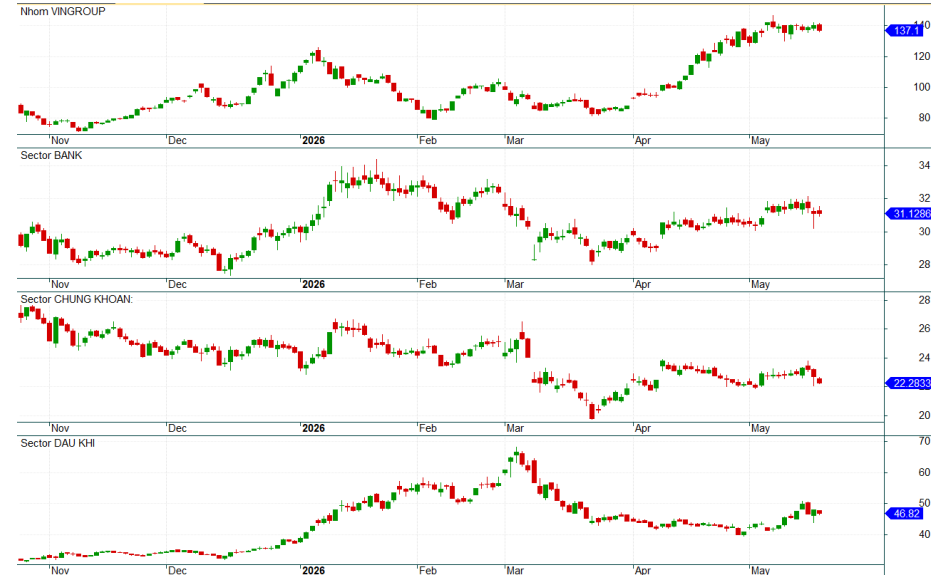 Nhom VINGROUP
140
137.1
120
100
80
Nov Dec 2026 Feb Mar Apr May
Sector BANK
34
32
31.1286
30
28
Nov Dec 2026 Feb Mar Apr May
Sector CHUNG KHOAN:
28
26
24
22.2833
20
Nov Dec 2026 Feb Mar Apr May
Sector DAU KHI
70
60
50
46.82
40
Nov Dec 2026 Feb Mar Apr May